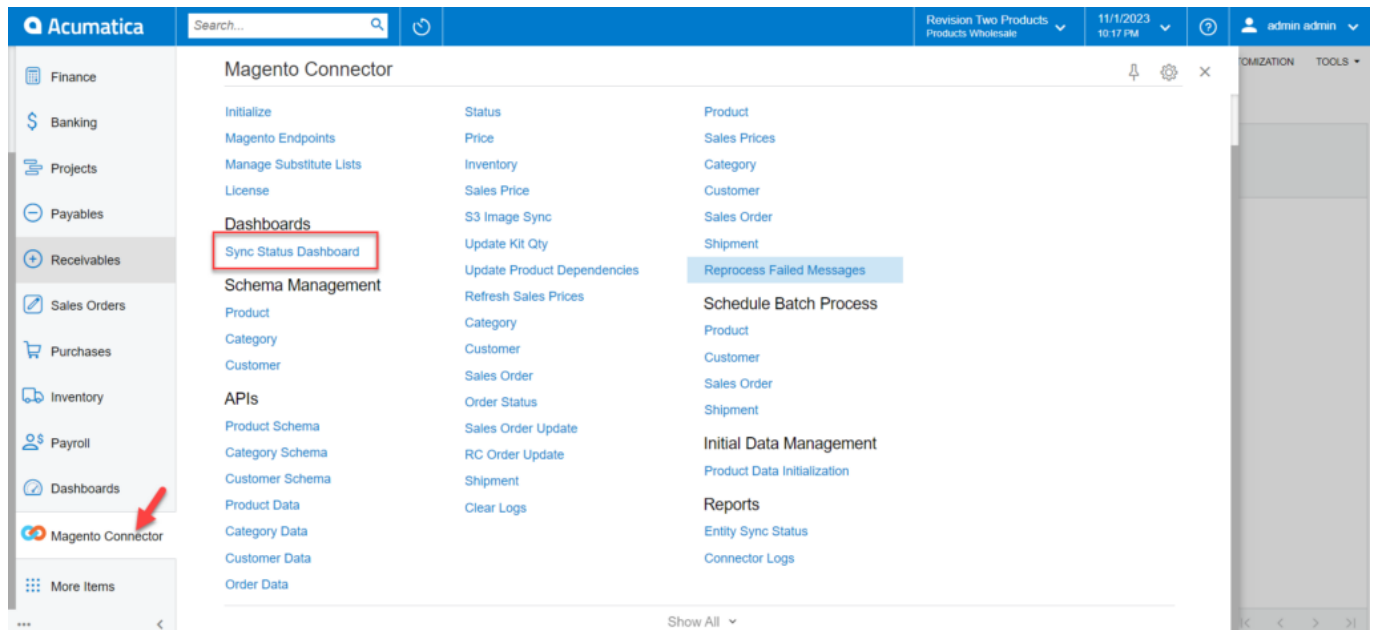 Acumatica
Search...
Revision Two Products
Products Wholesale
11/1/2023
10:17 PM
admin admin
Finance
Banking
Projects
Payables
Receivables
Sales Orders
Purchases
Inventory
Payroll
Dashboards
Magento Connector
More Items
Magento Connector
OMIZATION
TOOLS
Initialize
Magento Endpoints
Manage Substitute Lists
License
Dashboards
Sync Status Dashboard
Schema Management
Product
Category
Customer
APIs
Product Schema
Category Schema
Customer Schema
Product Data
Category Data
Customer Data
Order Data
Status
Price
Inventory
Sales Price
S3 Image Sync
Update Kit Qty
Update Product Dependencies
Refresh Sales Prices
Category
Customer
Sales Order
Order Status
Sales Order Update
RC Order Update
Shipment
Clear Logs
Product
Sales Prices
Category
Customer
Sales Order
Shipment
Reprocess Failed Messages
Schedule Batch Process
Product
Customer
Sales Order
Shipment
Initial Data Management
Product Data Initialization
Reports
Entity Sync Status
Connector Logs
Show All